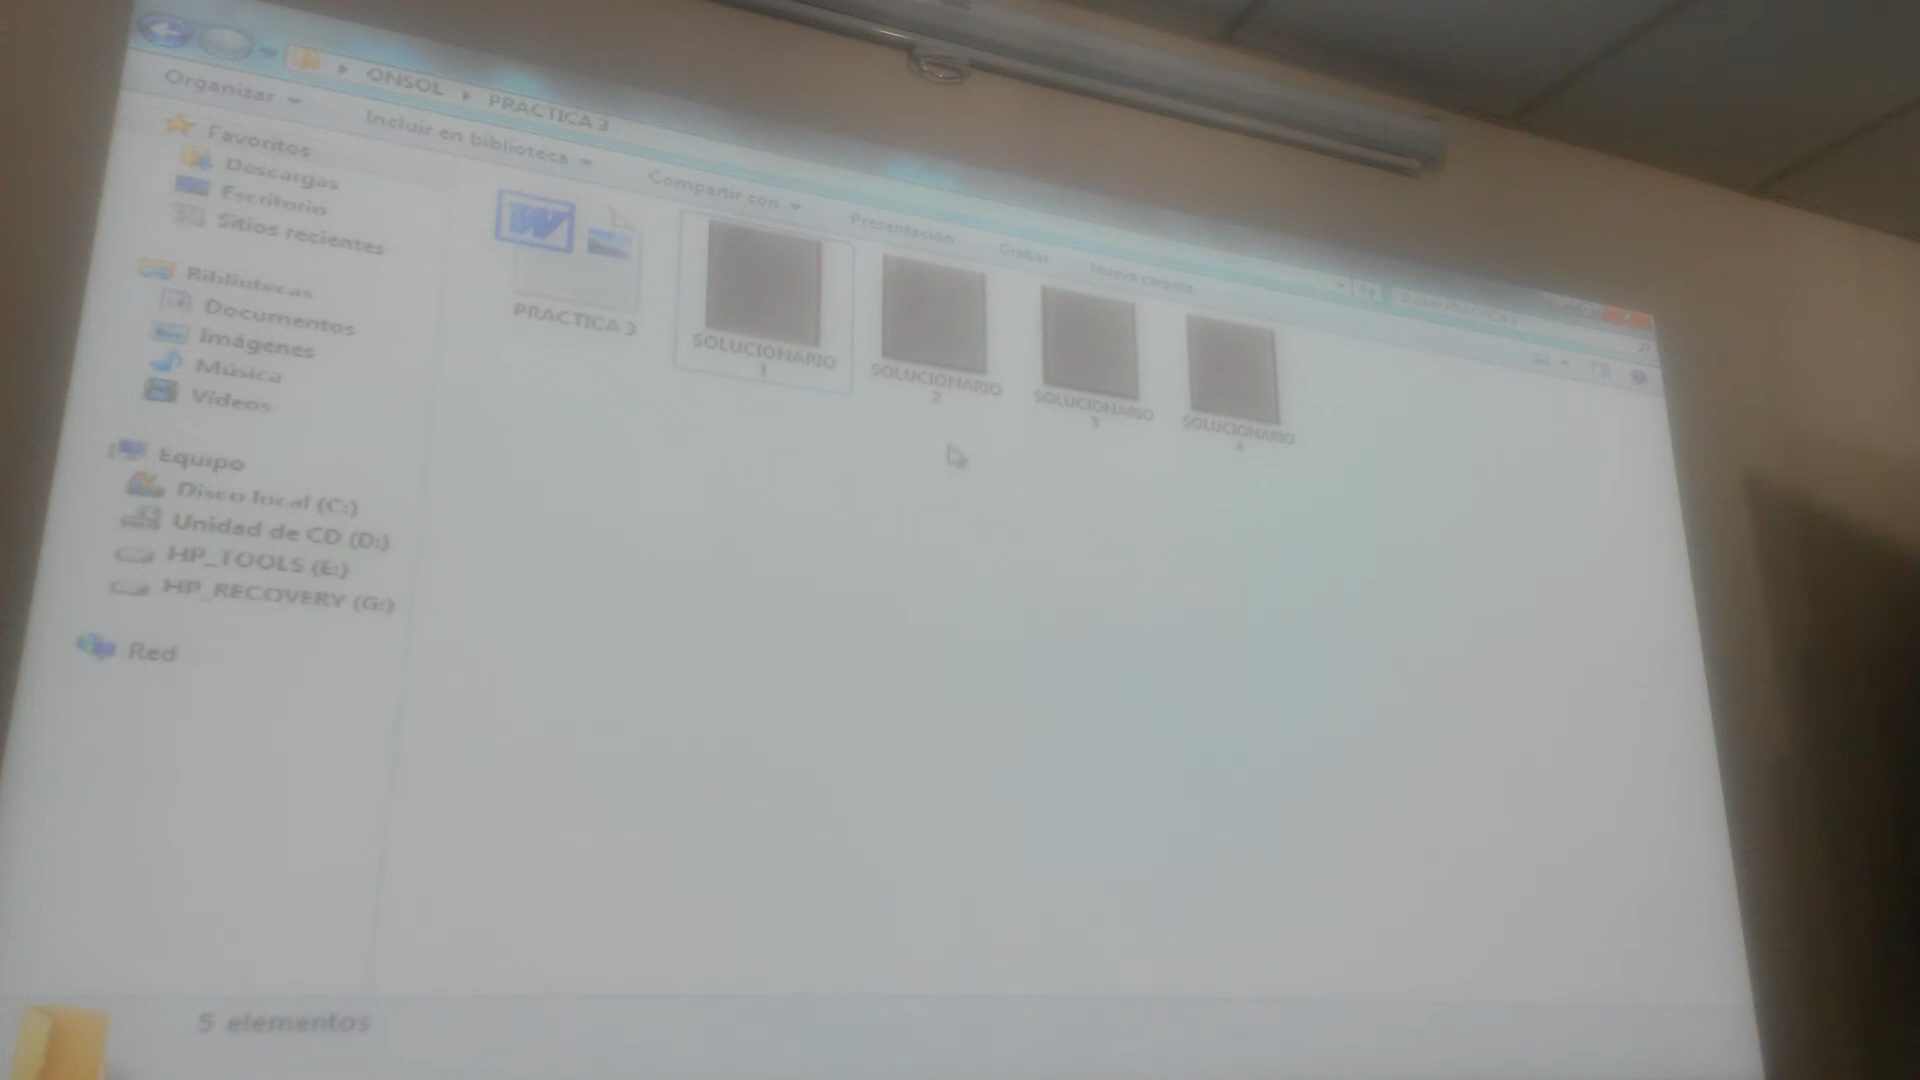 ONSOL ▸ PRACTICA 3
Organizar
Incluir en biblioteca
Compartir con
Presentación
Grabar
Nueva carpeta
Favoritos
Descargas
Escritorio
Sitios recientes
Bibliotecas
Documentos
Imágenes
Música
Vídeos
Equipo
Disco local (C:)
Unidad de CD (D:)
HP_TOOLS (E:)
HP_RECOVERY (G:)
Red
PRACTICA 3
SOLUCIONARIO
1
SOLUCIONARIO
2
SOLUCIONARIO
3
SOLUCIONARIO
4
5 elementos